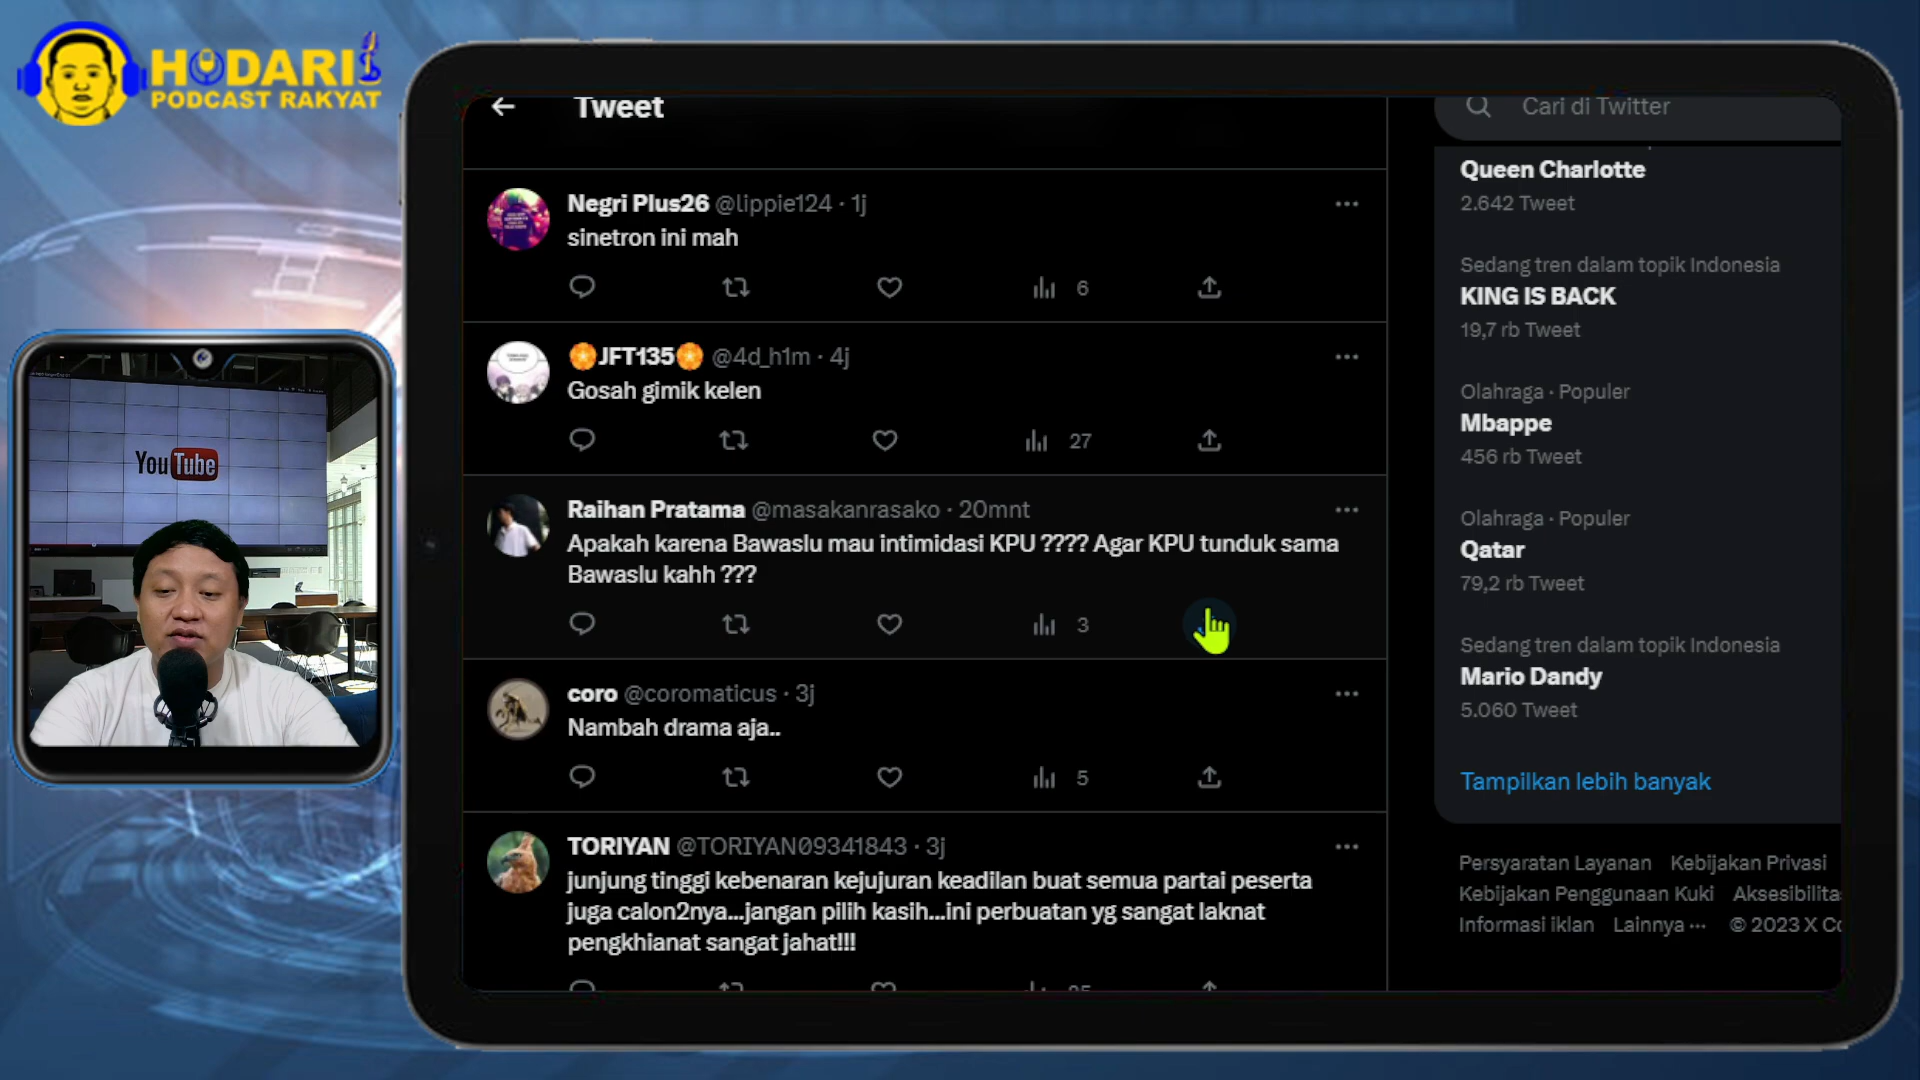 HODARI
PODCAST RAKYAT
YouTube
Tweet
Negri Plus26 @lippie124 · 1j
sinetron ini mah
6
JFT135 @4d_h1m · 4j
Gosah gimik kelen
27
Raihan Pratama @masakanrasako · 20mnt
Apakah karena Bawaslu mau intimidasi KPU ???? Agar KPU tunduk sama
Bawaslu kahh ???
3
coro @coromaticus · 3j
Nambah drama aja..
5
TORIYAN @TORIYAN09341843 · 3j
junjung tinggi kebenaran kejujuran keadilan buat semua partai peserta
juga calon2nya...jangan pilih kasih...ini perbuatan yg sangat laknat
pengkhianat sangat jahat!!!
Cari di Twitter
Queen Charlotte
2.642 Tweet
Sedang tren dalam topik Indonesia
KING IS BACK
19,7 rb Tweet
Olahraga · Populer
Mbappe
456 rb Tweet
Olahraga · Populer
Qatar
79,2 rb Tweet
Sedang tren dalam topik Indonesia
Mario Dandy
5.060 Tweet
Tampilkan lebih banyak
Persyaratan Layanan Kebijakan Privasi
Kebijakan Penggunaan Kuki Aksesibilita
Informasi iklan Lainnya ··· © 2023 X Co